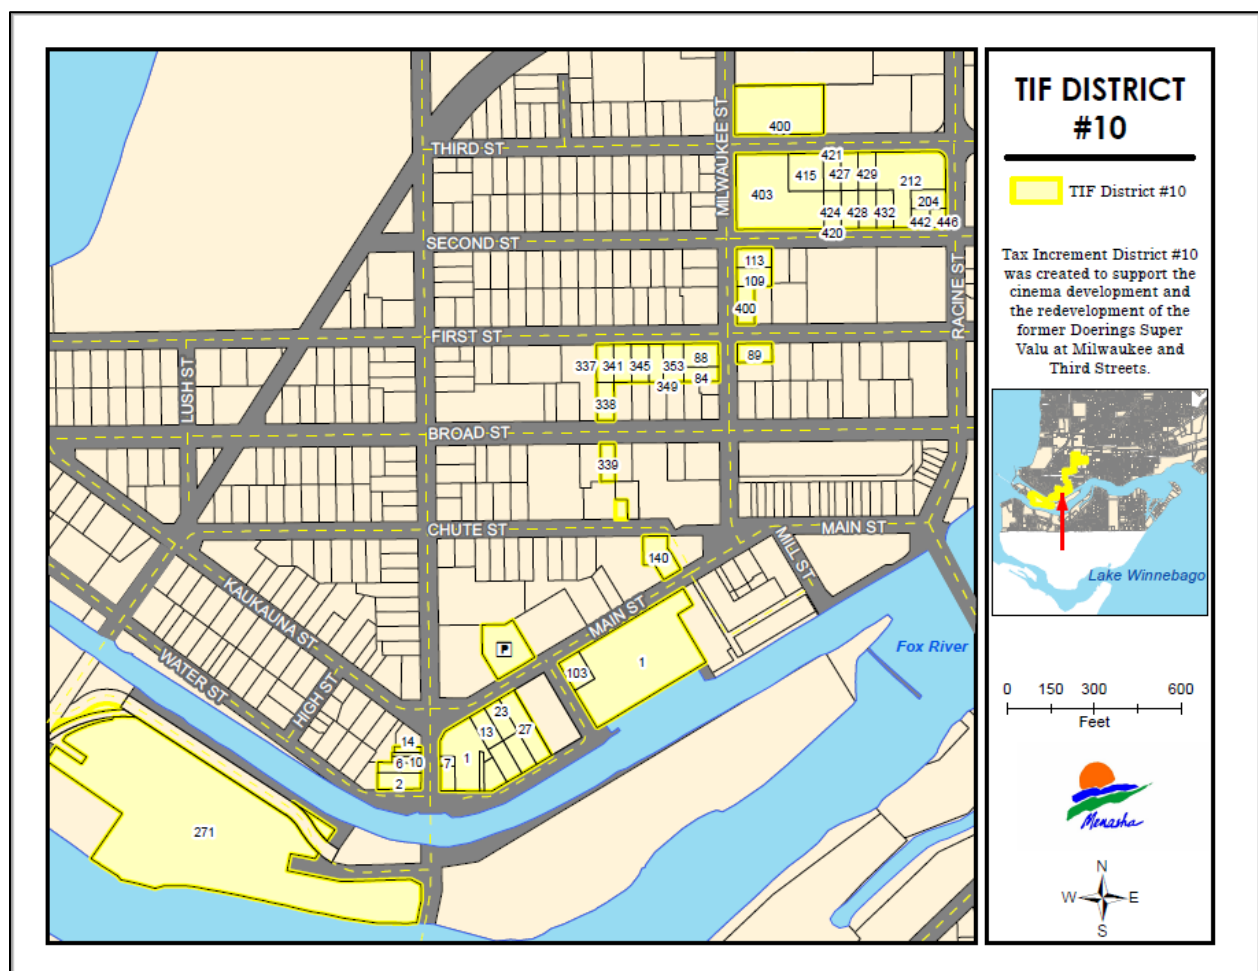 TIF DISTRICT
#10
TIF District #10
Tax Increment District #10
was created to support the
cinema development and
the redevelopment of the
former Doerings Super
Valu at Milwaukee and
Third Streets.
Lake Winnebago
0 150 300 600
Feet
Menasha
N
W E
S
MILWAUKEE ST
400
THIRD ST
421
415 427 429
403
212
204
424 428 432
442 446
420
SECOND ST
113
109
400
RACINE ST
FIRST ST
LUSH ST
337 341 345 353 88
89
84
349
338
BROAD ST
339
CHUTE ST
MAIN ST
MILL ST
140
KAUKAUNA ST
MAIN ST
WATER ST
HIGH ST
P
103
1
Fox River
23
13
27
14
6 10
7
1
2
271